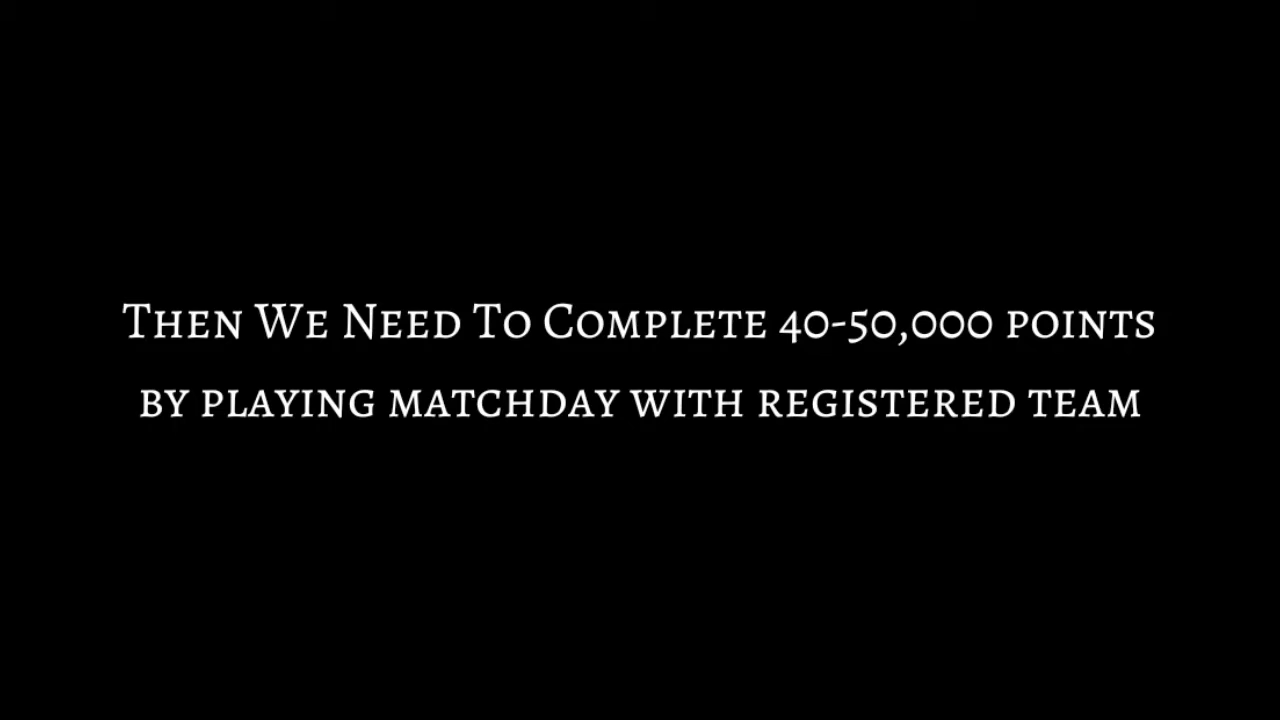 Then We Need To Complete 40-50,000 points
by playing matchday with registered team